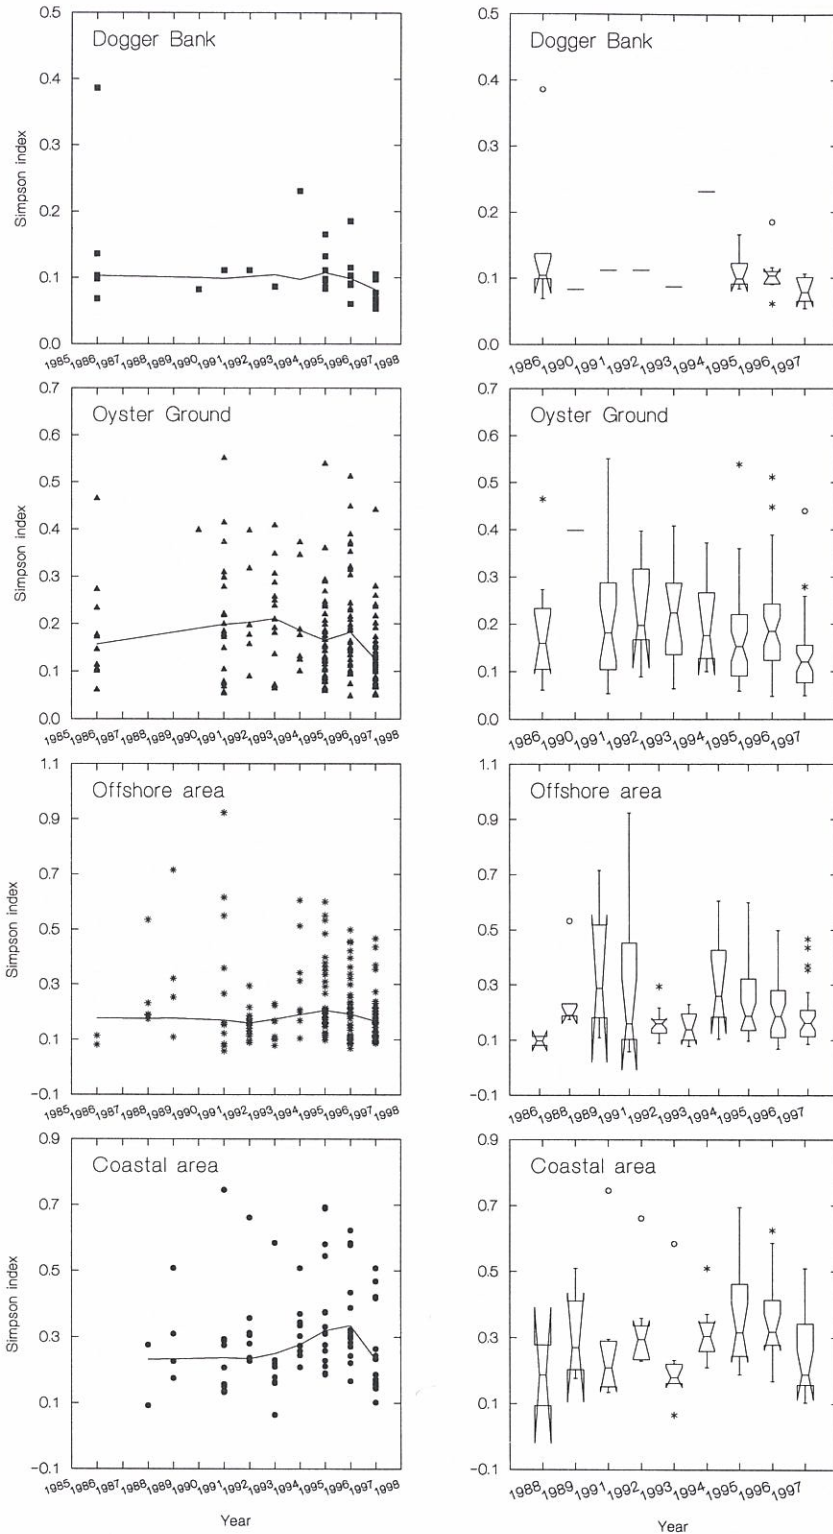 Dogger Bank
Simpson index
0.5
0.4
0.3
0.2
0.1
0.0
1985 1986 1987 1988 1989 1990 1991 1992 1993 1994 1995 1996 1997 1998
Dogger Bank
0.5
0.4
0.3
0.2
0.1
0.0
1986 1990 1991 1992 1993 1994 1995 1996 1997
Oyster Ground
Simpson index
0.7
0.6
0.5
0.4
0.3
0.2
0.1
0.0
1985 1986 1987 1988 1989 1990 1991 1992 1993 1994 1995 1996 1997 1998
Oyster Ground
0.7
0.6
0.5
0.4
0.3
0.2
0.1
0.0
1986 1990 1991 1992 1993 1994 1995 1996 1997
Offshore area
Simpson index
1.1
0.9
0.7
0.5
0.3
0.1
−0.1
1985 1986 1987 1988 1989 1990 1991 1992 1993 1994 1995 1996 1997 1998
Offshore area
1.1
0.9
0.7
0.5
0.3
0.1
−0.1
1986 1988 1989 1991 1992 1993 1994 1995 1996 1997
Coastal area
Simpson index
0.9
0.7
0.5
0.3
0.1
−0.1
1985 1986 1987 1988 1989 1990 1991 1992 1993 1994 1995 1996 1997 1998
Year
Coastal area
0.9
0.7
0.5
0.3
0.1
−0.1
1988 1989 1991 1992 1993 1994 1995 1996 1997
Year